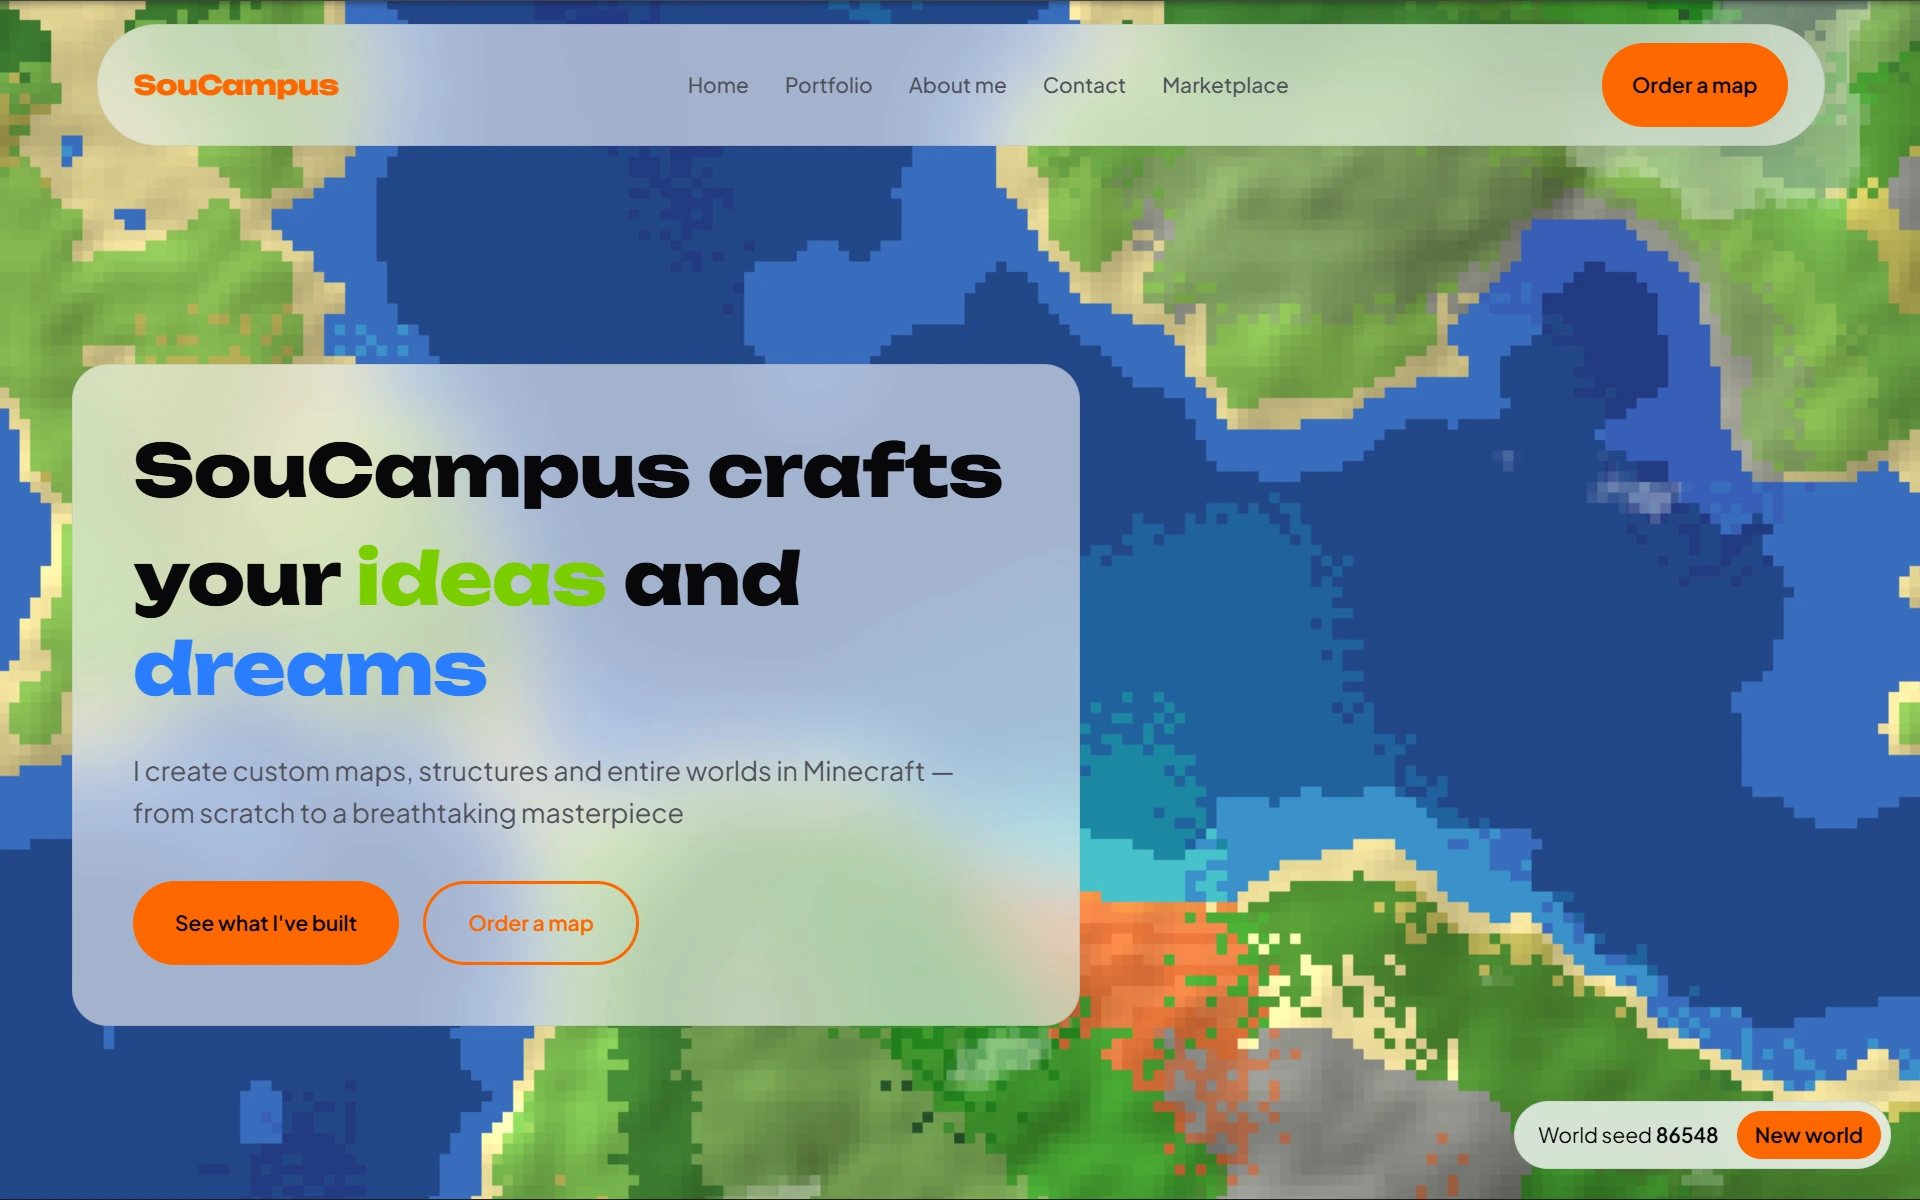 SouCampus
Home
Portfolio
About me
Contact
Marketplace
Order a map
SouCampus crafts
your ideas and
dreams
I create custom maps, structures and entire worlds in Minecraft —
from scratch to a breathtaking masterpiece
See what I've built
Order a map
World seed 86548
New world